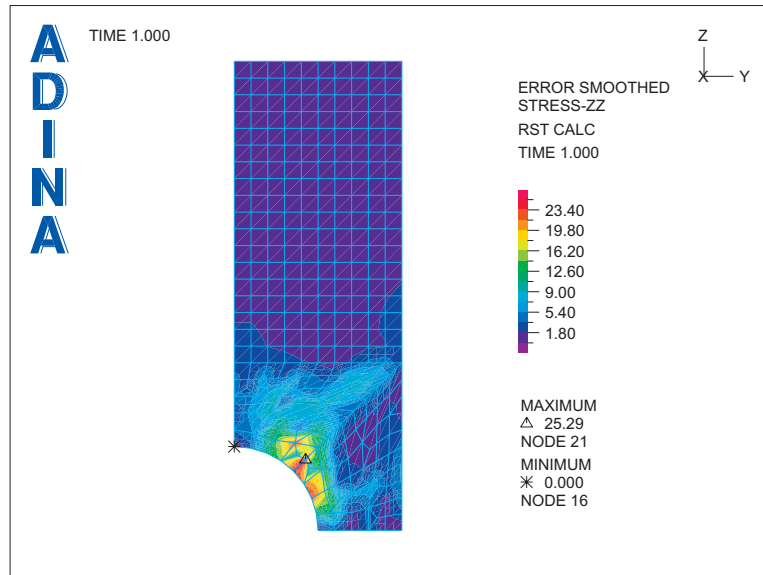 ADINA
TIME 1.000
Z
X
Y
ERROR SMOOTHED
STRESS-ZZ
RST CALC
TIME 1.000
23.40
19.80
16.20
12.60
9.00
5.40
1.80
MAXIMUM
25.29
NODE 21
MINIMUM
0.000
NODE 16